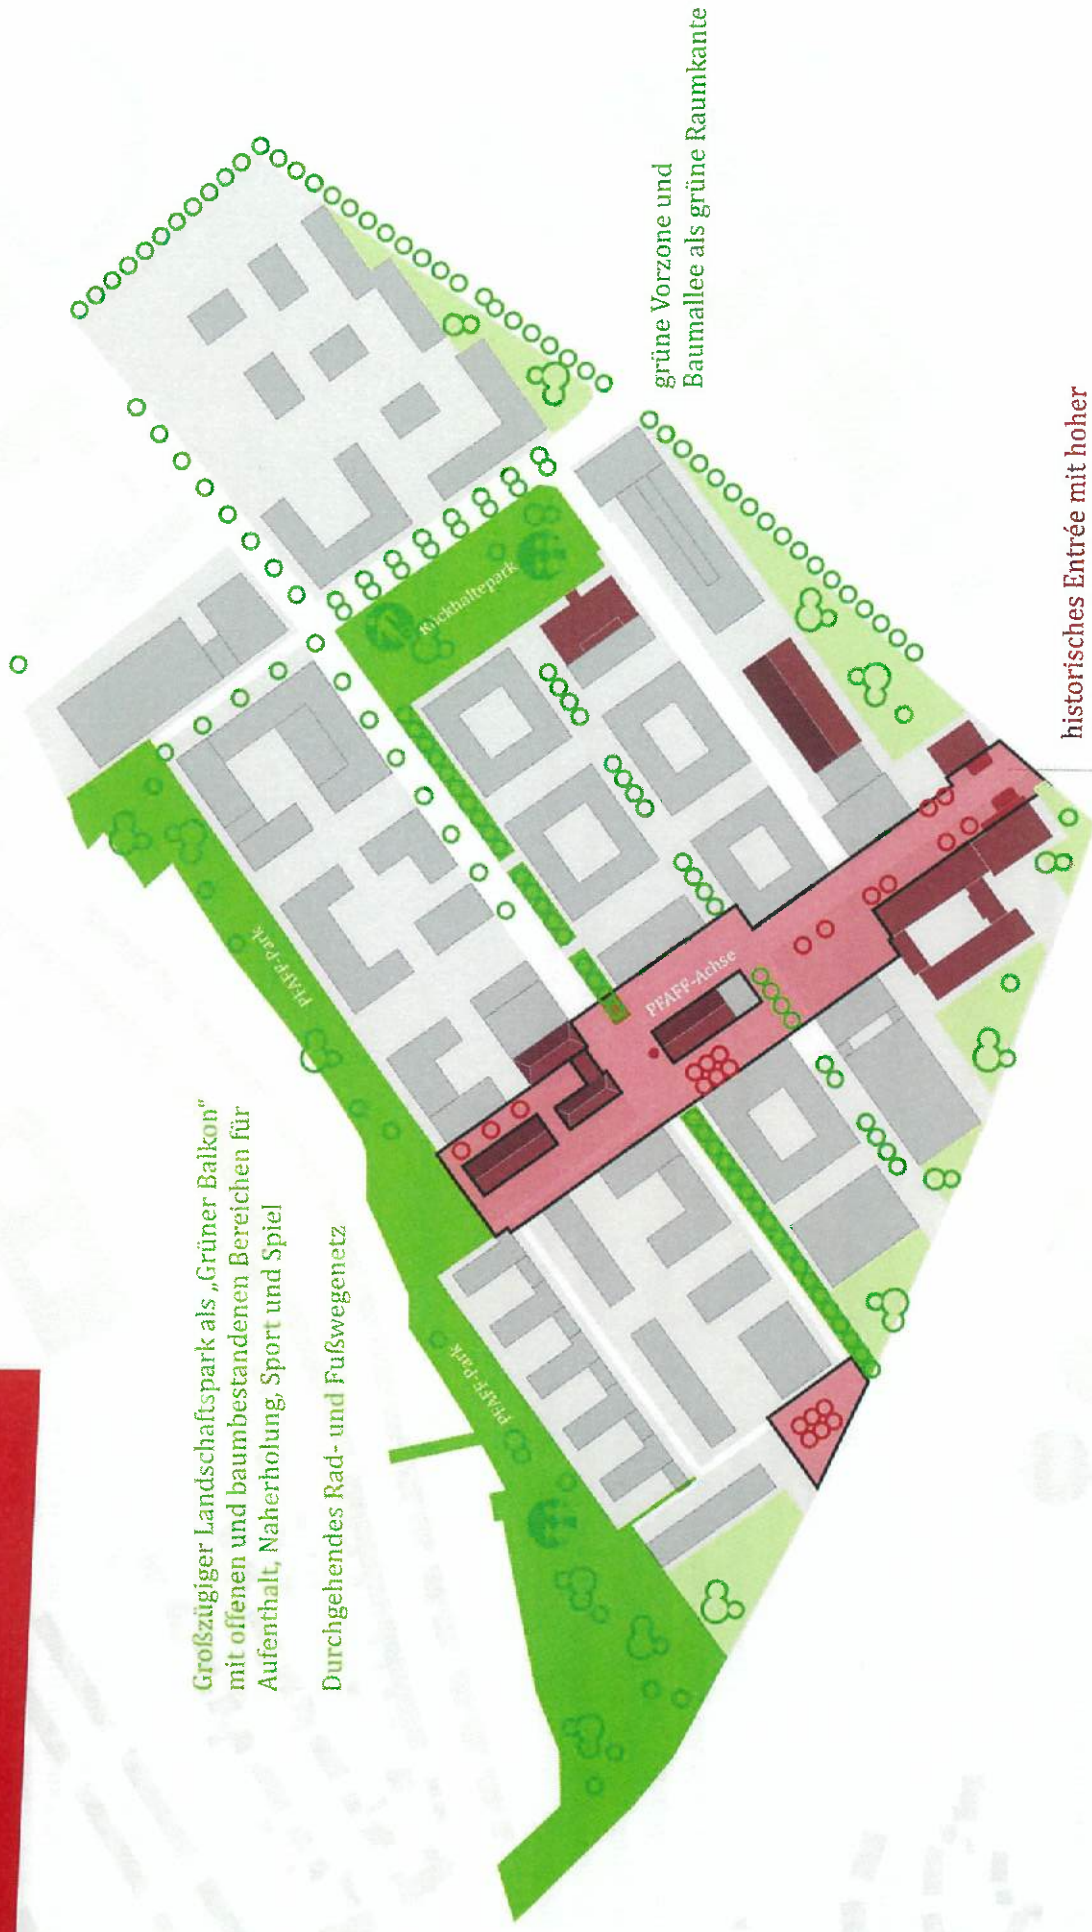 Großzügiger Landschaftspark als „Grüner Balkon“
mit offenen und baumbestandenen Bereichen für
Aufenthalt, Naherholung, Sport und Spiel
Durchgehendes Rad- und Fußwegenetz
PFAFF-Park
PFAFF-Park
PFAFF-Achse
Rückhaltepark
grüne Vorzone und
Baumallee als grüne Raumkante
historisches Entrée mit hoher